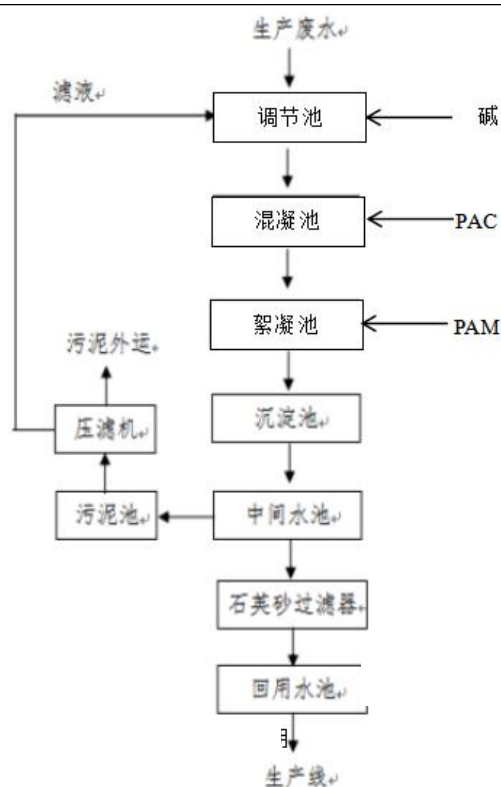 生产废水
滤液
调节池
碱
混凝池
PAC
絮凝池
PAM
污泥外运
压滤机
沉淀池
污泥池
中间水池
石英砂过滤器
回用水池
生产线